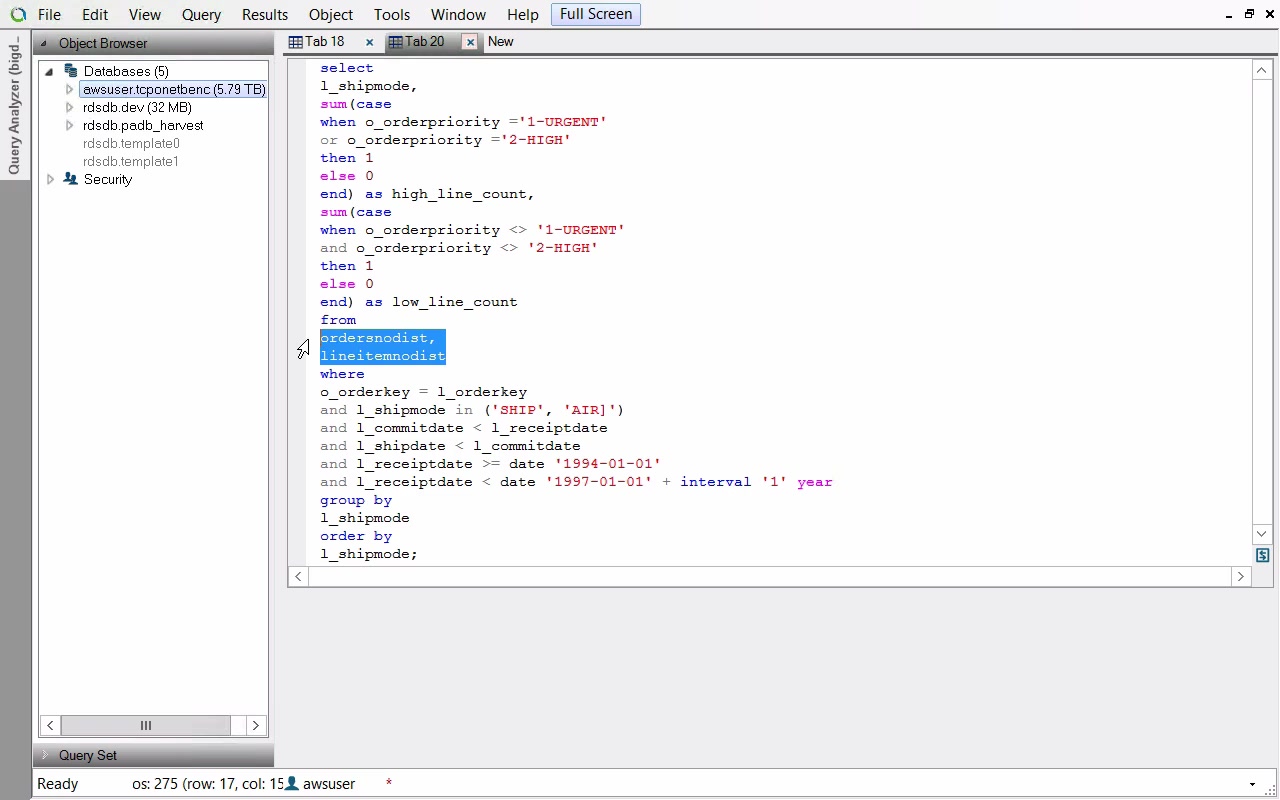 File Edit View Query Results Object Tools Window Help Full Screen
Query Analyzer (bigd...
Object Browser
Databases (5)
awsuser.tcponetbenc (5.79 TB)
rdsdb.dev (32 MB)
rdsdb.padb_harvest
rdsdb.template0
rdsdb.template1
Security
Query Set
Tab 18 Tab 20 New
select
l_shipmode,
sum(case
when o_orderpriority ='1-URGENT'
or o_orderpriority ='2-HIGH'
then 1
else 0
end) as high_line_count,
sum(case
when o_orderpriority <> '1-URGENT'
and o_orderpriority <> '2-HIGH'
then 1
else 0
end) as low_line_count
from
ordersnodist,
lineitemnodist
where
o_orderkey = l_orderkey
and l_shipmode in ('SHIP', 'AIR]')
and l_commitdate < l_receiptdate
and l_shipdate < l_commitdate
and l_receiptdate >= date '1994-01-01'
and l_receiptdate < date '1997-01-01' + interval '1' year
group by
l_shipmode
order by
l_shipmode;
Ready os: 275 (row: 17, col: 15 awsuser *